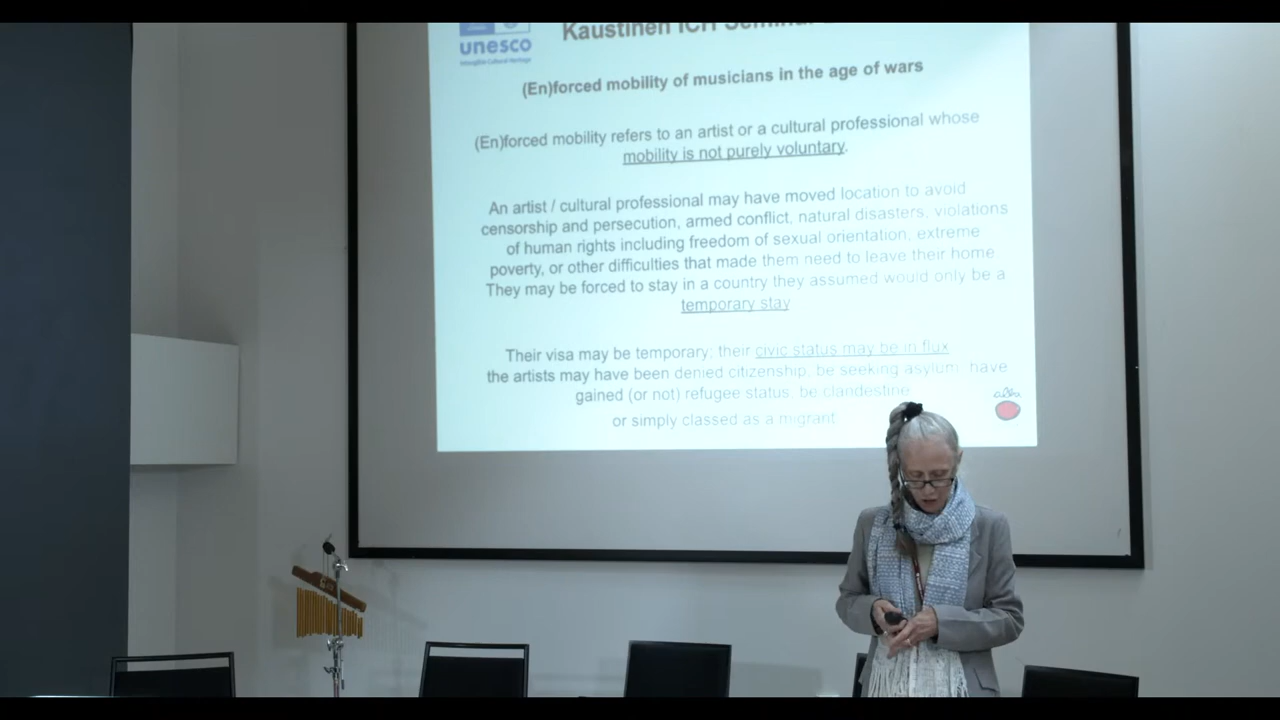 Kaustinen ICH Seminar
unesco
Intangible Cultural Heritage
(En)forced mobility of musicians in the age of wars
(En)forced mobility refers to an artist or a cultural professional whose
mobility is not purely voluntary.
An artist / cultural professional may have moved location to avoid
censorship and persecution, armed conflict, natural disasters, violations
of human rights including freedom of sexual orientation, extreme
poverty, or other difficulties that made them need to leave their home.
They may be forced to stay in a country they assumed would only be a
temporary stay
Their visa may be temporary; their civic status may be in flux
the artists may have been denied citizenship, be seeking asylum, have
gained (or not) refugee status, be clandestine
or simply classed as a migrant
alba